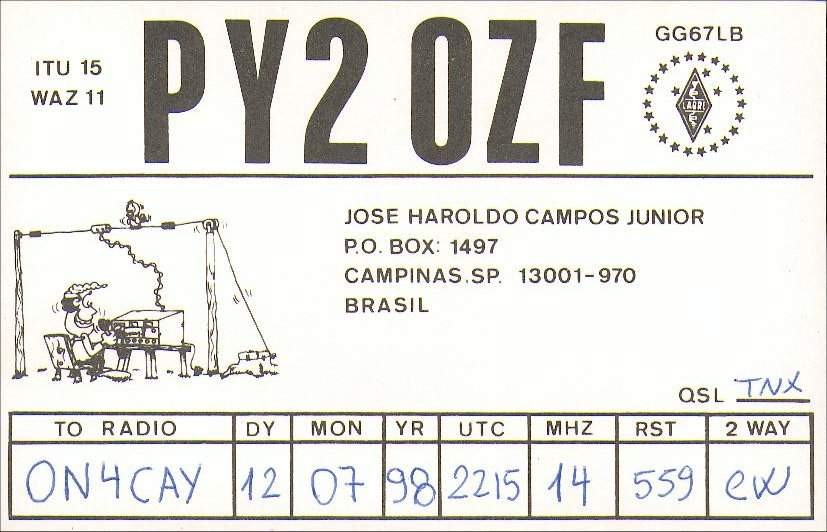 PY2 OZF
GG67LB
ITU 15
WAZ 11
JOSE HAROLDO CAMPOS JUNIOR
P.O. BOX: 1497
CAMPINAS.SP. 13001-970
BRASIL
QSL TNX
TO RADIO DY MON YR UTC MHZ RST 2 WAY
ON4CAY 12 07 98 2215 14 559 CW